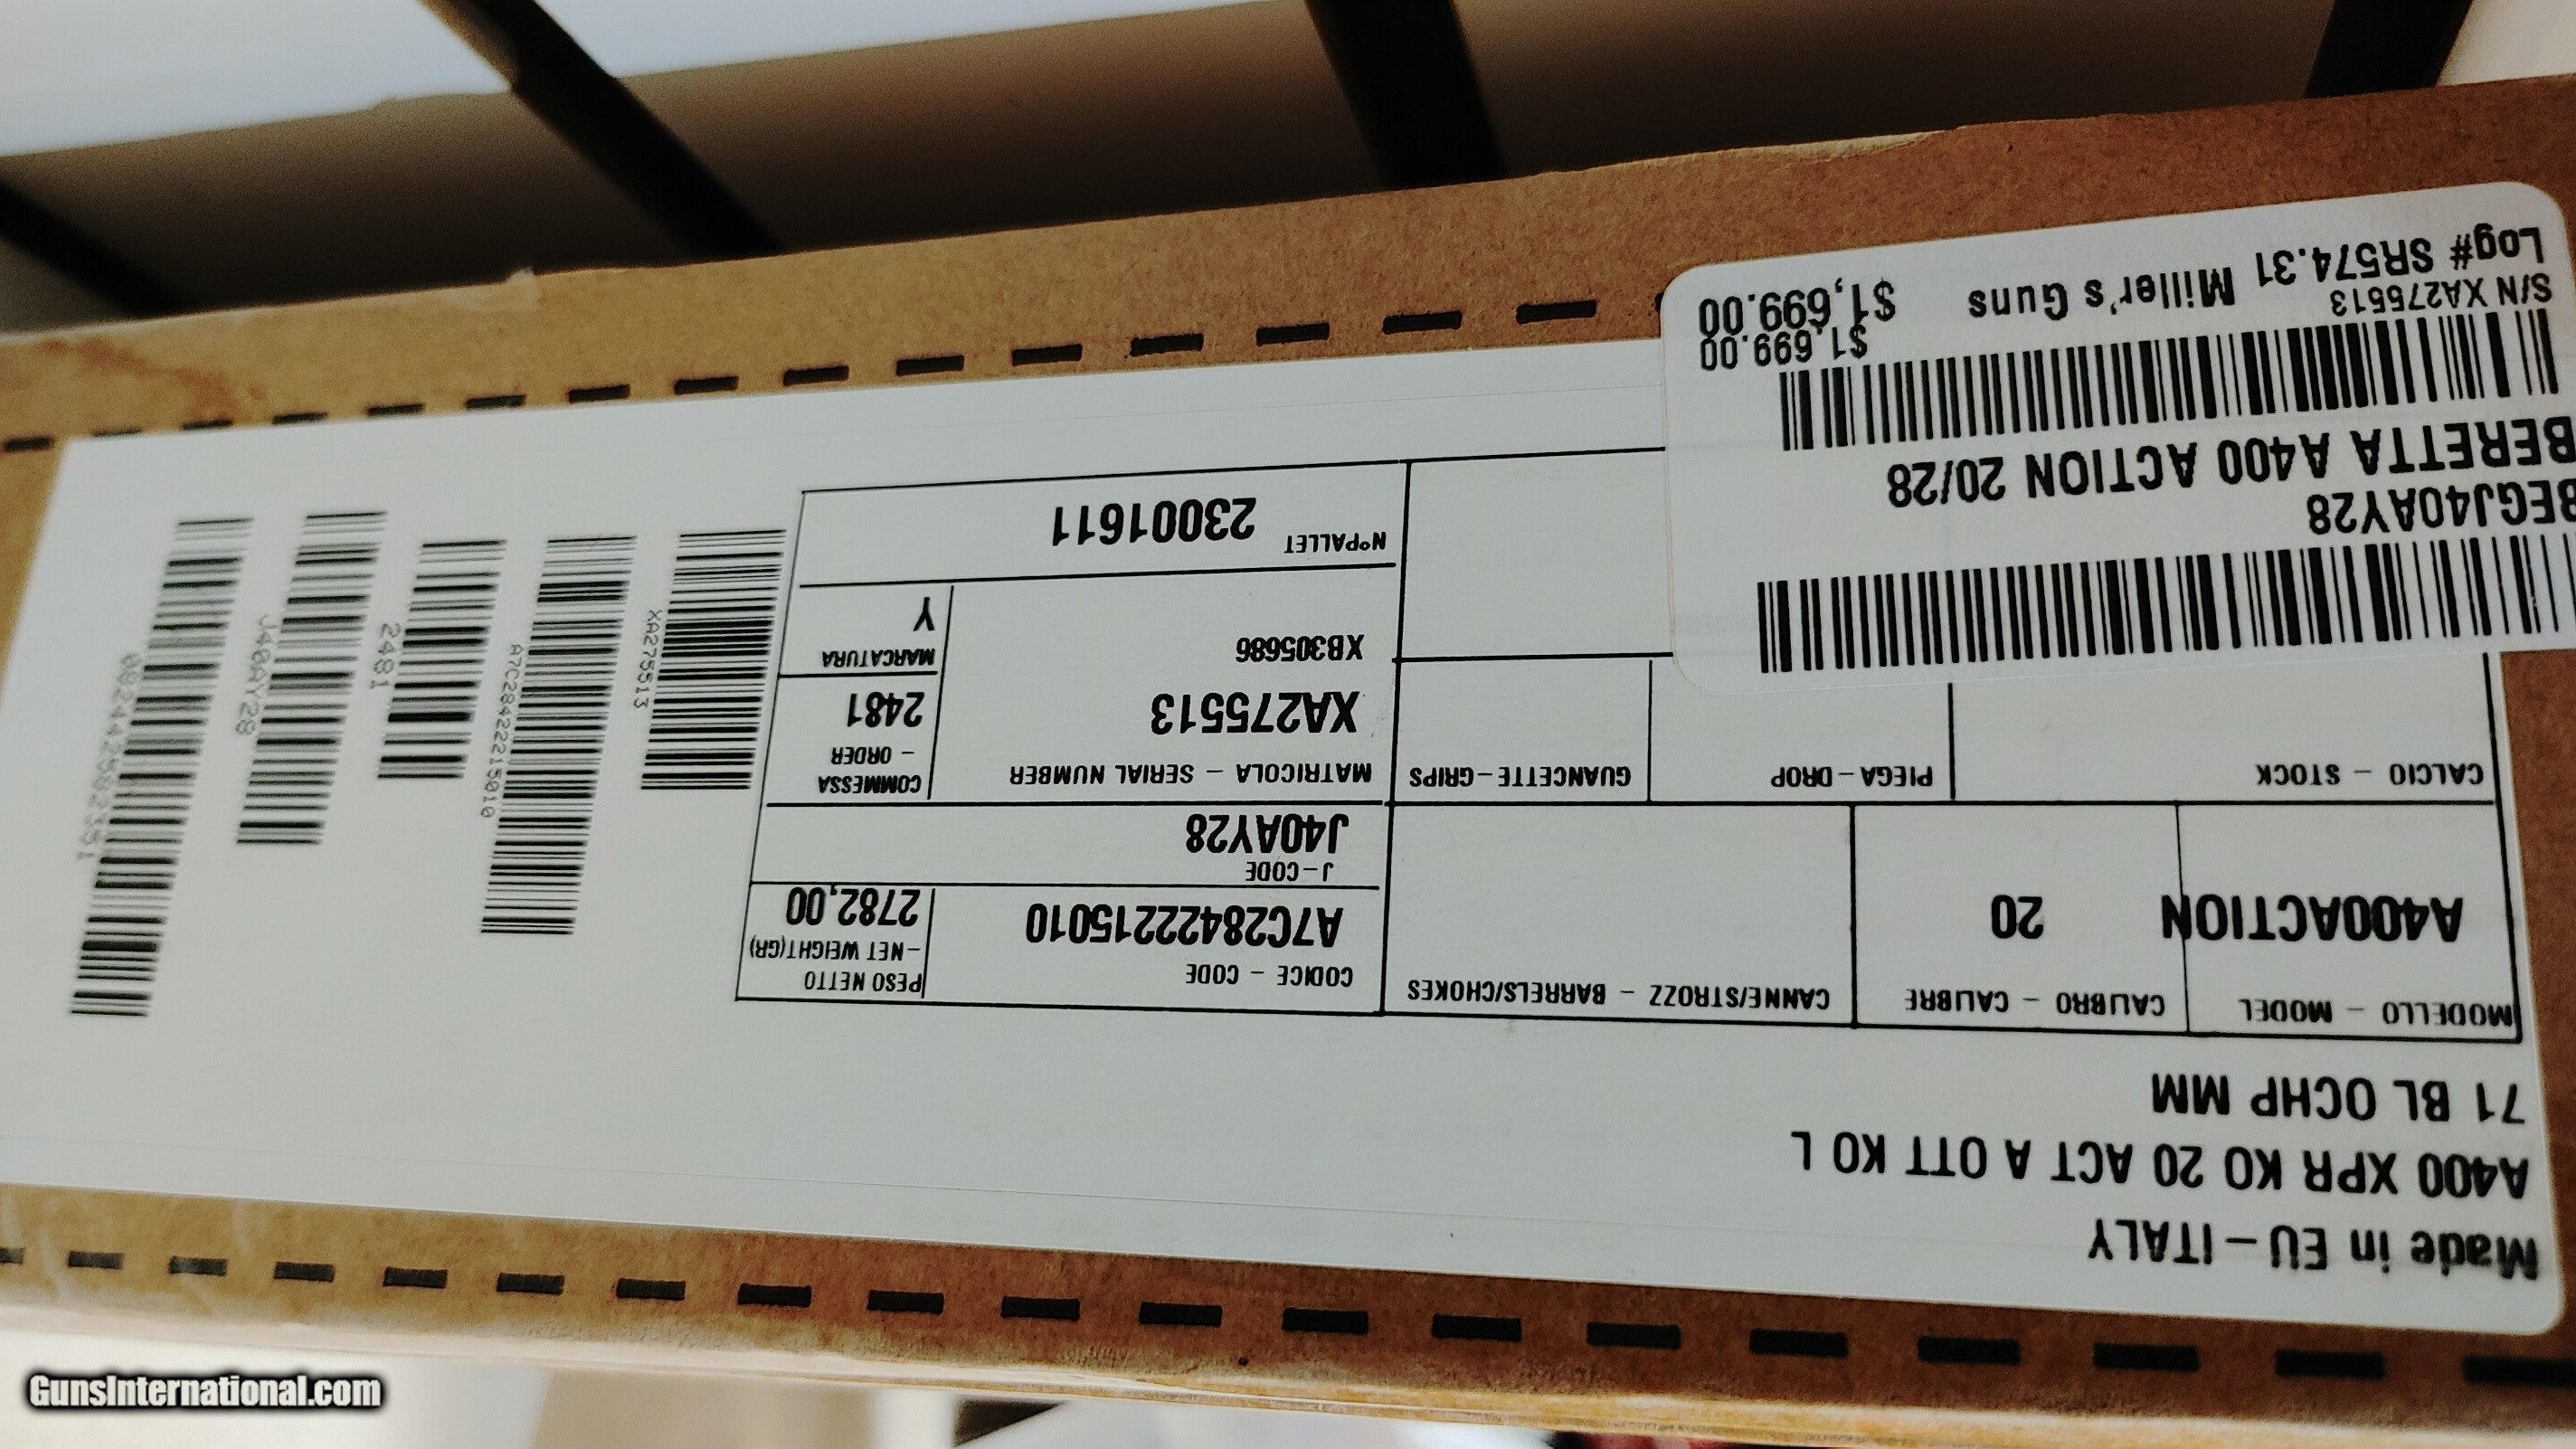 Made in EU-ITALY
A400 XPR KO 20 ACT A OTT KO L
71 BL OCHP MM
MODELLO - MODEL
A400ACTION
CALIBRO - CALIBRE
20
CANNE/STROZZ - BARRELS/CHOKES
CODICE - CODE
A7C28422215010
PESO NETTO
-NET WEIGHT(GR)
2782,00
J-CODE
J40AY28
CALCIO - STOCK
PIEGA-DROP
GUANCETTE-GRIPS
MATRICOLA - SERIAL NUMBER
XA275513
XB305686
COMMESSA
- ORDER
2481
MARCATURA
Y
N°PALLET
23001611
BEGJ40AY28
BERETTA A400 ACTION 20/28
S/N XA275513
$1,699.00
Log# SR574.31 Miller's Guns $1,699.00
XA275513
A7C28422215010
2481
J40AY28
GunsInternational.com